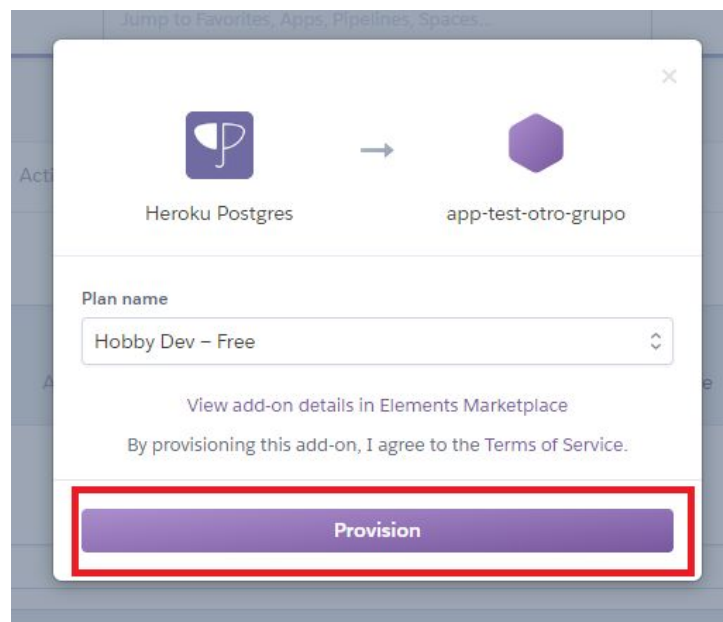 Jump to Favorites, Apps, Pipelines, Spaces...
×
Acti
Heroku Postgres
app-test-otro-grupo
Plan name
Hobby Dev – Free
A
e
View add-on details in Elements Marketplace
By provisioning this add-on, I agree to the Terms of Service.
Provision